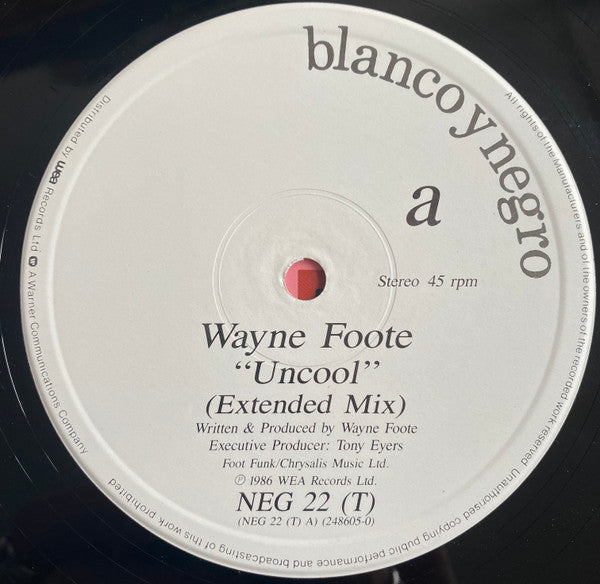 blanco y negro
a
Stereo 45 rpm
Wayne Foote
“Uncool”
(Extended Mix)
Written & Produced by Wayne Foote
Executive Producer: Tony Eyers
Foot Funk/Chrysalis Music Ltd.
℗ 1986 WEA Records Ltd.
NEG 22 (T)
(NEG 22 (T) A) (248605-0)
All rights of the Manufacturers and of the owners of the recorded work reserved. Unauthorised copying public performance and broadcasting of this work prohibited
Distributed by wea Records Ltd. A Warner Communications Company